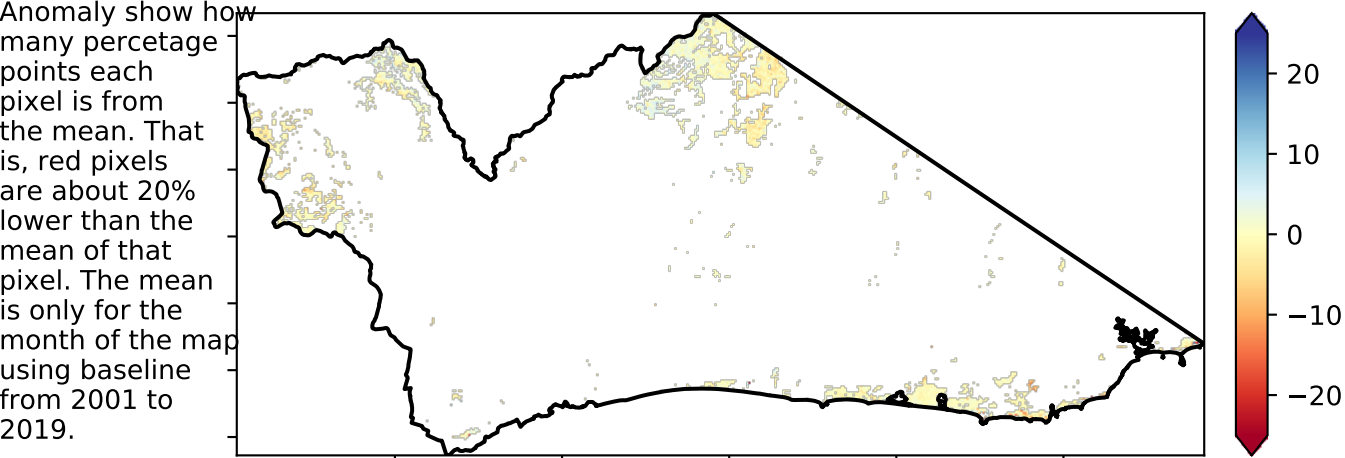 Anomaly show how
many percetage
points each
pixel is from
the mean. That
is, red pixels
are about 20%
lower than the
mean of that
pixel. The mean
is only for the
month of the map
using baseline
from 2001 to
2019.
20
10
0
−10
−20